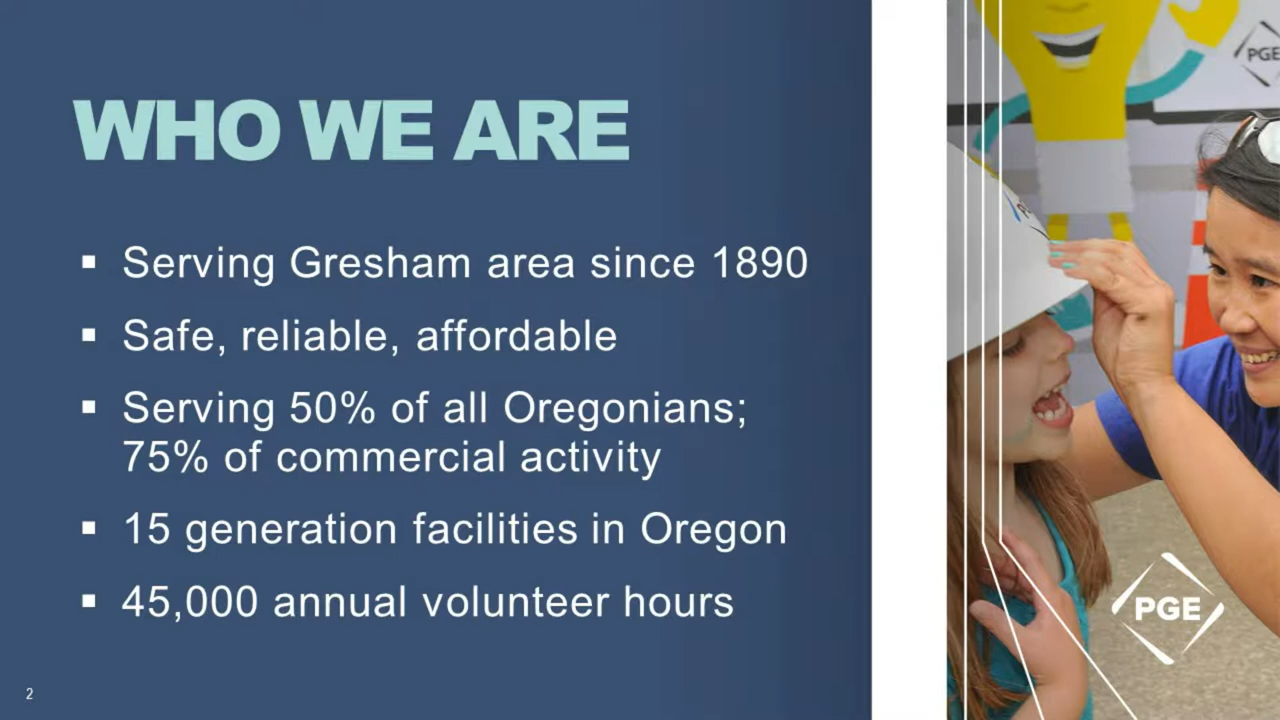 WHO WE ARE
▪ Serving Gresham area since 1890
▪ Safe, reliable, affordable
▪ Serving 50% of all Oregonians;
75% of commercial activity
▪ 15 generation facilities in Oregon
▪ 45,000 annual volunteer hours
2
PGE
PGE